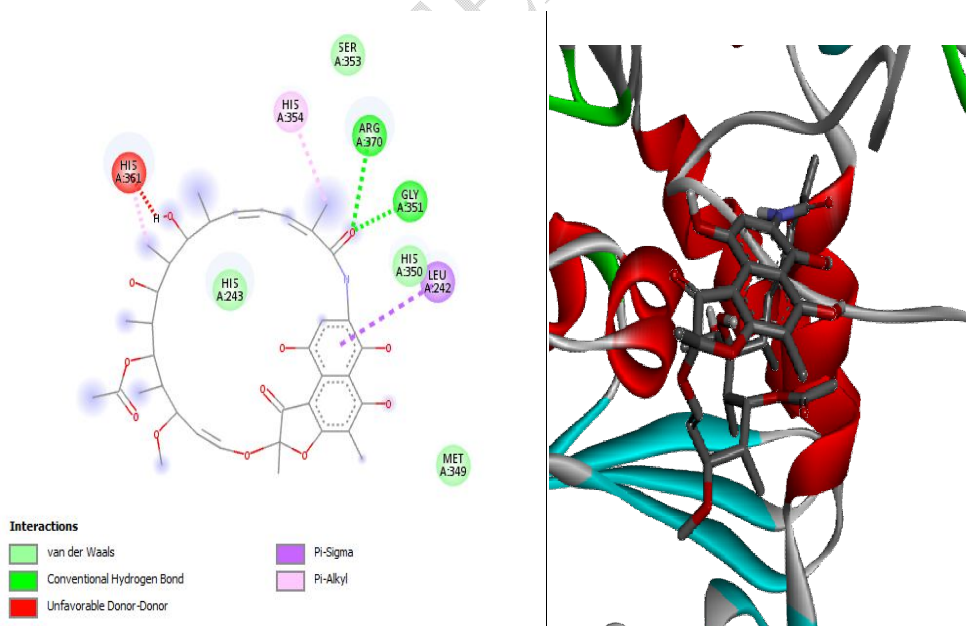 SER
A:353
HIS
A:354
ARG
A:370
HIS
A:361
GLY
A:351
H
O
O
HIS
A:350
LEU
A:242
HIS
A:243
N
O
O
O
O
O
O
O
O
O
O
O
MET
A:349
Interactions
van der Waals
Conventional Hydrogen Bond
Unfavorable Donor-Donor
Pi-Sigma
Pi-Alkyl